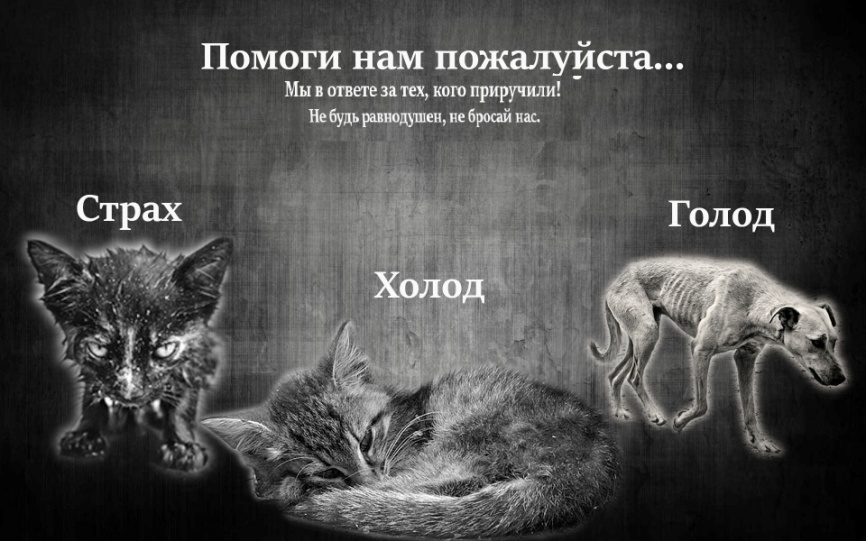 Помоги нам пожалуйста...
Мы в ответе за тех, кого приручили!
Не будь равнодушен, не бросай нас.
Страх
Голод
Холод